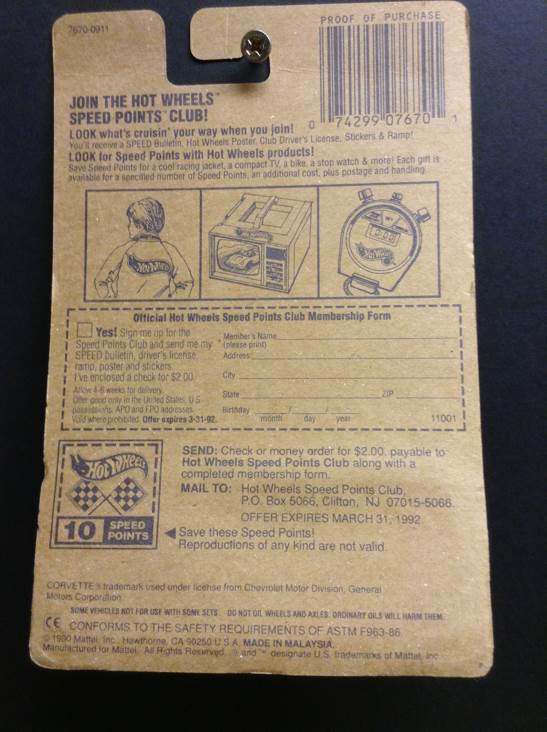 7670-0911
PROOF OF PURCHASE
0 74299 07670 1
JOIN THE HOT WHEELS™
SPEED POINTS™ CLUB!
LOOK what's cruisin' your way when you join!
You'll receive a SPEED Bulletin, Hot Wheels Poster, Club Driver's License, Stickers & Ramp!
LOOK for Speed Points with Hot Wheels products!
Save Speed Points for a cool racing jacket, a compact TV, a bike, a stop watch & more! Each gift is
available for a specified number of Speed Points, an additional cost, plus postage and handling.
Hot Wheels
Hot Wheels
Official Hot Wheels Speed Points Club Membership Form
Yes! Sign me up for the
Speed Points Club and send me my
SPEED bulletin, driver's license,
ramp, poster and stickers.
I've enclosed a check for $2.00.
Allow 4-8 weeks for delivery.
Offer good only in the United States, U.S.
possessions, APO and FPO addresses.
Void where prohibited. Offer expires 3-31-92.
Member's Name
(please print)
Address
City
State ZIP
Birthday / /
month day year
11001
HOT WHEELS
10 SPEED
POINTS
SEND: Check or money order for $2.00, payable to
Hot Wheels Speed Points Club along with a
completed membership form.
MAIL TO: Hot Wheels Speed Points Club,
P.O. Box 5066, Clifton, NJ 07015-5066.
OFFER EXPIRES MARCH 31, 1992.
Save these Speed Points!
Reproductions of any kind are not valid.
CORVETTE ® trademark used under license from Chevrolet Motor Division, General
Motors Corporation.
SOME VEHICLES NOT FOR USE WITH SOME SETS. DO NOT OIL WHEELS AND AXLES. ORDINARY OILS WILL HARM THEM.
CE CONFORMS TO THE SAFETY REQUIREMENTS OF ASTM F963-86.
© 1990 Mattel, Inc., Hawthorne, CA 90250 U.S.A. MADE IN MALAYSIA.
Manufactured for Mattel. All Rights Reserved. ® and ™ designate U.S. trademarks of Mattel, Inc.